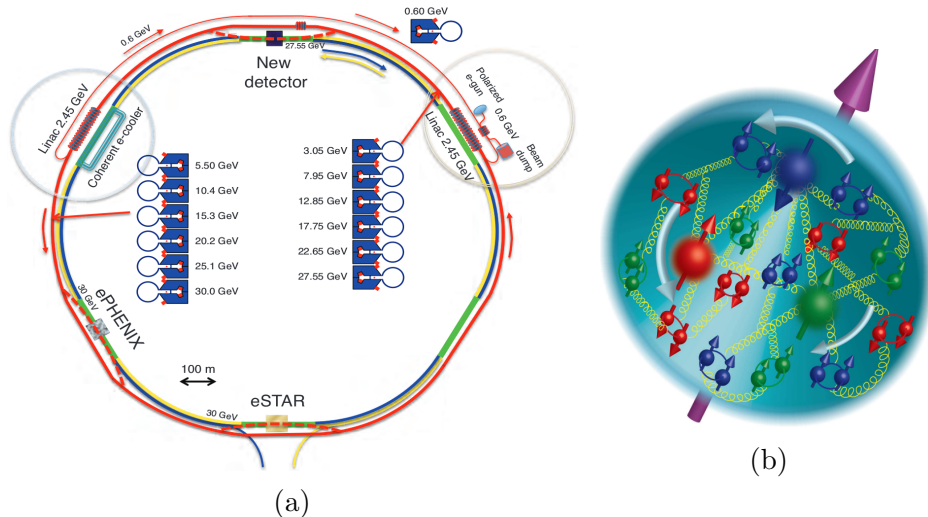 0.60 GeV
0.6 GeV
27.55 GeV
New
detector
Linac 2.45 GeV
Coherent e-cooler
Polarized
e-gun
0.6 GeV
Beam
dump
Linac 2.45 GeV
5.50 GeV
10.4 GeV
15.3 GeV
20.2 GeV
25.1 GeV
30.0 GeV
3.05 GeV
7.95 GeV
12.85 GeV
17.75 GeV
22.65 GeV
27.55 GeV
30 GeV
ePHENIX
100 m
eSTAR
30 GeV
(a)
(b)